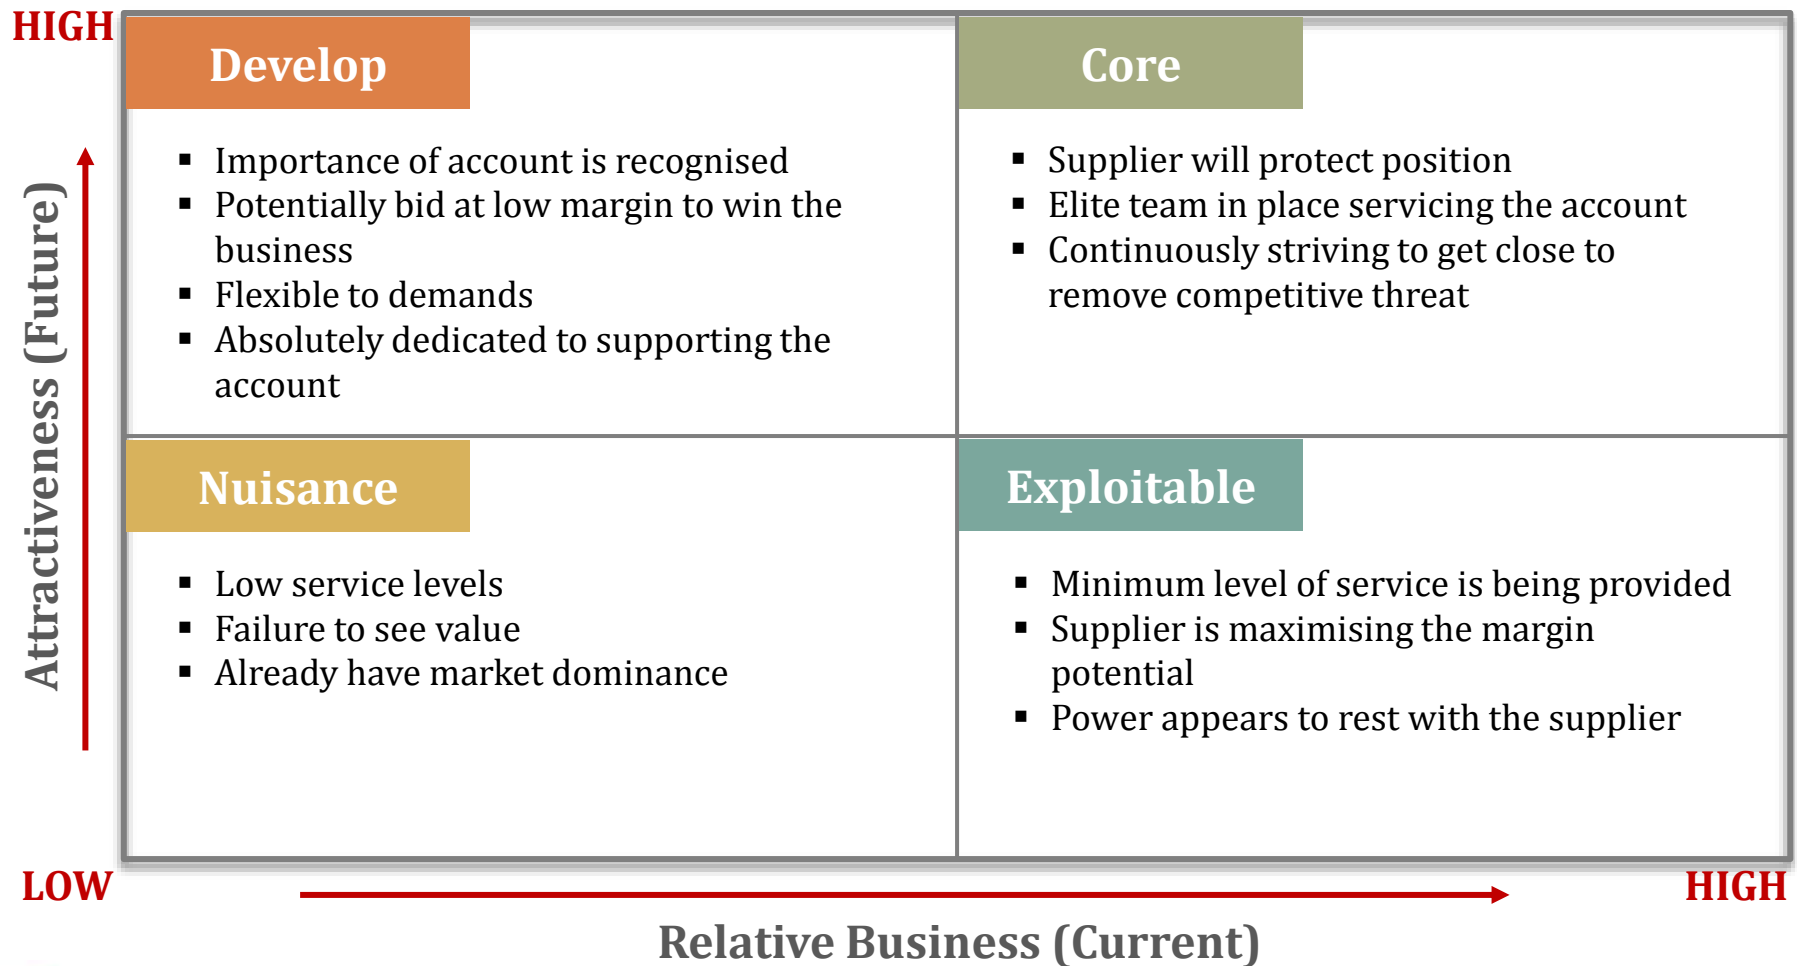 HIGH
Develop
▪ Importance of account is recognised
▪ Potentially bid at low margin to win the
business
▪ Flexible to demands
▪ Absolutely dedicated to supporting the
account
Core
▪ Supplier will protect position
▪ Elite team in place servicing the account
▪ Continuously striving to get close to
remove competitive threat
Attractiveness (Future)
Nuisance
▪ Low service levels
▪ Failure to see value
▪ Already have market dominance
Exploitable
▪ Minimum level of service is being provided
▪ Supplier is maximising the margin
potential
▪ Power appears to rest with the supplier
LOW
HIGH
Relative Business (Current)